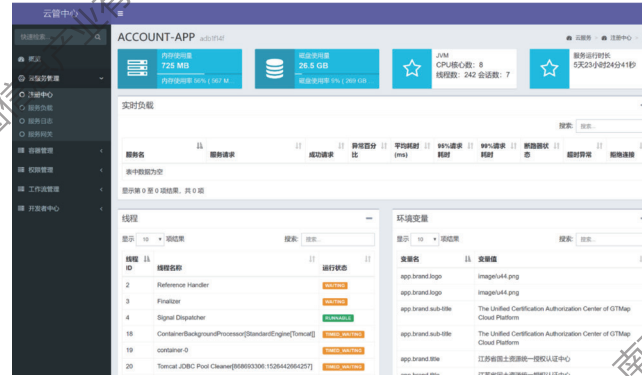 云管中心
ACCOUNT-APP adb1f14f
云服务 注册中心
快速检索...
概览
云服务管理
注册中心
服务负载
服务日志
服务网关
容器管理
权限管理
工作流管理
开发者中心
内存使用量
725 MB
磁盘使用量
26.5 GB
JVM
CPU核心数: 8
线程数: 242 会话数: 7
服务运行时长
5天23小时24分41秒
实时负载
搜索: 搜索...
服务名 服务请求 成功请求 异常百分比 平均耗时(ms) 95%请求耗时 99%请求耗时 断路器状态 超时异常 拒绝连接
表中数据为空
显示第 0 至 0 项结果,共 0 项
线程
显示 10 项结果 搜索: 搜索...
线程ID 线程名称 运行状态
2 Reference Handler WAITING
3 Finalizer WAITING
4 Signal Dispatcher RUNNABLE
18 ContainerBackgroundProcessor[StandardEngine[Tomcat]] TIMED_WAITING
19 container-0 TIMED_WAITING
20 Tomcat JDBC Pool Cleaner[868693306:1526442664257] TIMED_WAITING
环境变量
显示 10 项结果 搜索: 搜索...
变量名 变量值
app.brand.logo image/u44.png
app.brand.logo image/u44.png
app.brand.sub-title The Unified Certification Authorization Center of GTMap Cloud Platform
app.brand.sub-title The Unified Certification Authorization Center of GTMap Cloud Platform
app.brand.title 江苏省国土资源统一授权认证中心